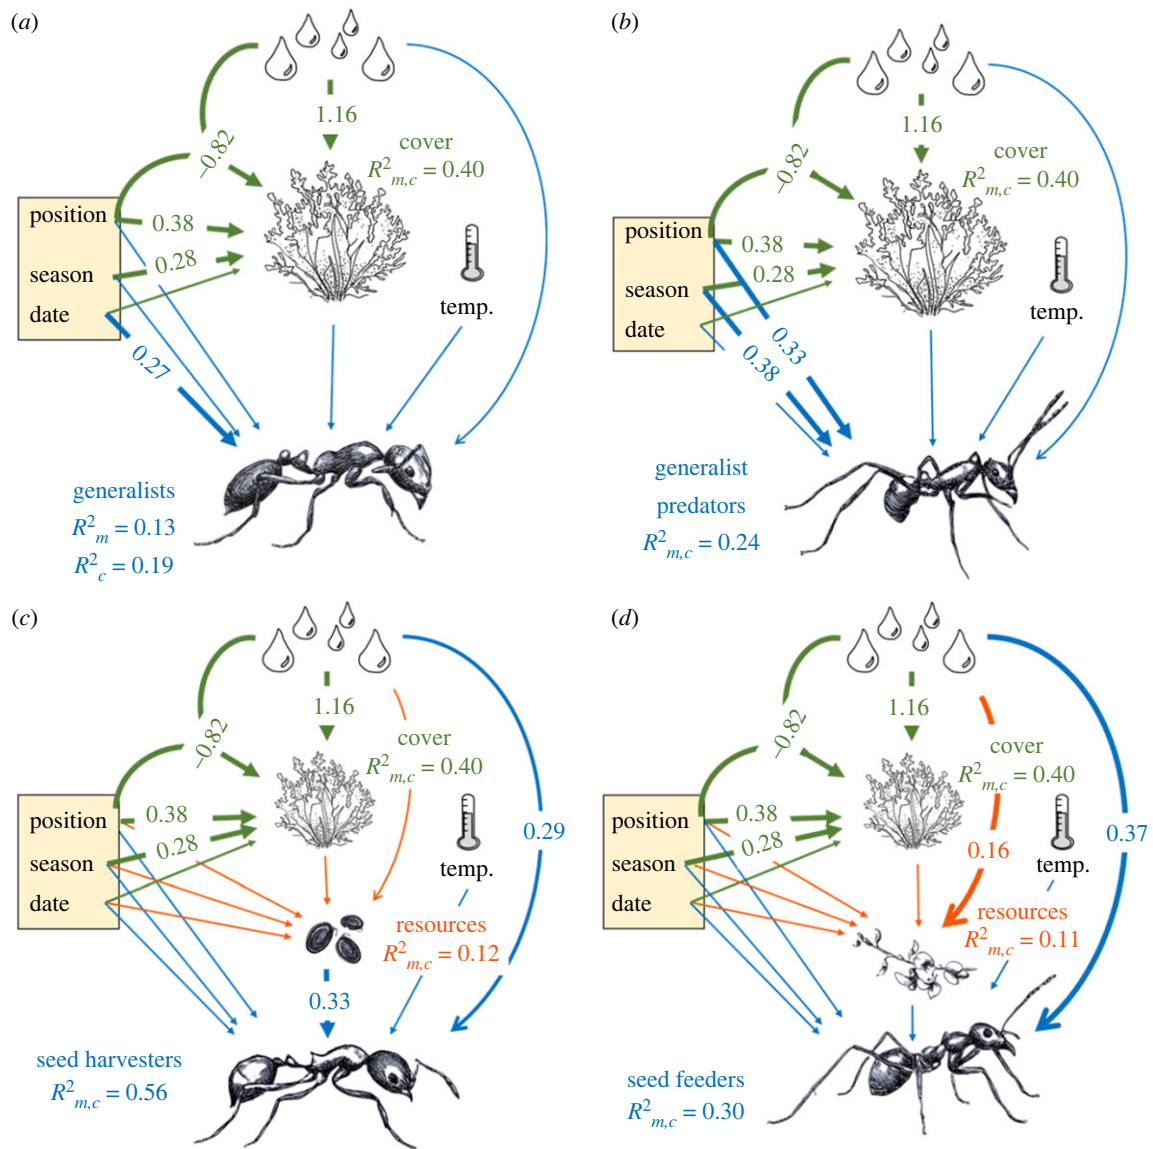 (a)
1.16
–0.82
cover
R²m,c = 0.40
position
0.38
season
0.28
date
temp.
0.27
generalists
R²m = 0.13
R²c = 0.19
(b)
1.16
–0.82
cover
R²m,c = 0.40
position
0.38
season
0.28
date
temp.
0.33
0.38
generalist
predators
R²m,c = 0.24
(c)
1.16
–0.82
cover
R²m,c = 0.40
position
0.38
season
0.28
date
temp.
0.29
resources
R²m,c = 0.12
0.33
seed harvesters
R²m,c = 0.56
(d)
1.16
–0.82
cover
R²m,c = 0.40
position
0.38
season
0.28
date
0.16
temp.
0.37
resources
R²m,c = 0.11
seed feeders
R²m,c = 0.30